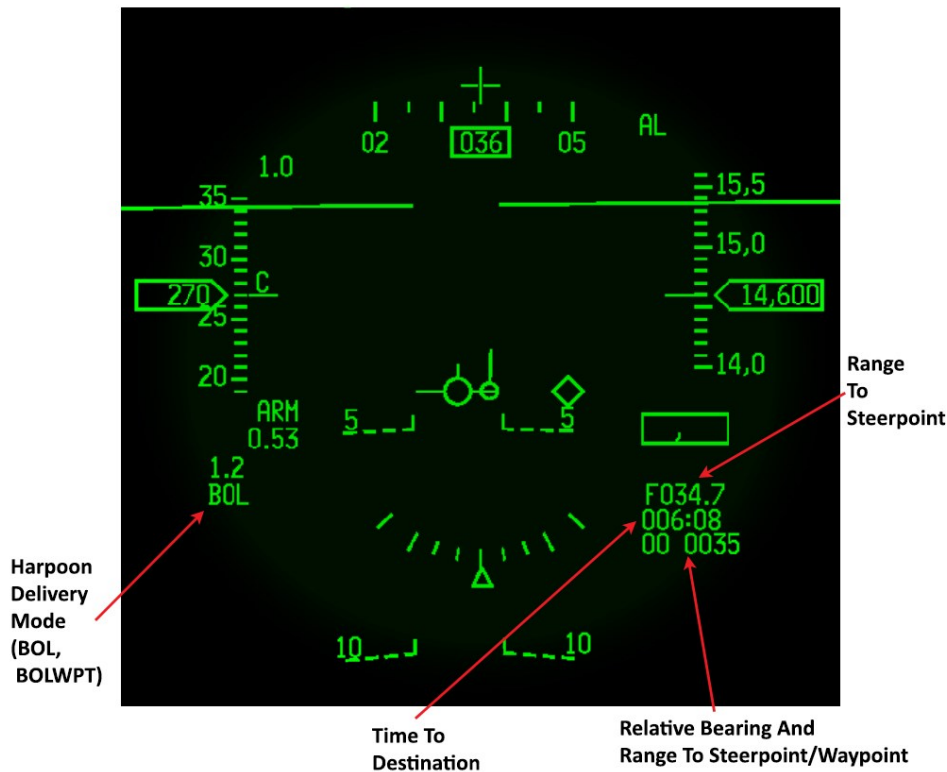 02
036
05
AL
1.0
35
30
270
C
25
20
15,5
15,0
14,600
14,0
ARM
0.53
5
5
1.2
BOL
F034.7
006:08
00 0035
10
10
Range
To
Steerpoint
Harpoon
Delivery
Mode
(BOL,
BOLWPT)
Time To
Destination
Relative Bearing And
Range To Steerpoint/Waypoint